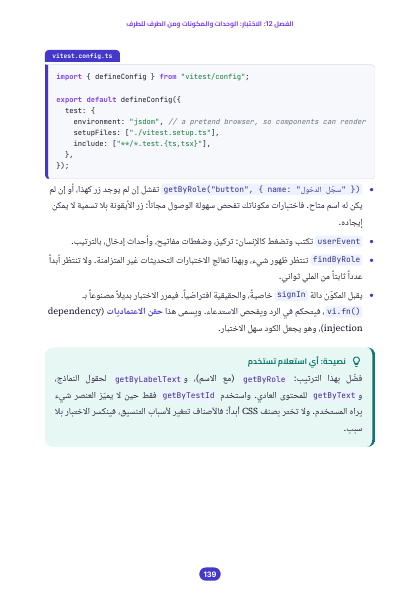 الفصل 12: الاختبار: الوحدات والمكونات ومن الطرف للطرف
vitest.config.ts
import { defineConfig } from "vitest/config";
export default defineConfig({
test: {
environment: "jsdom", // a pretend browser, so components can render
setupFiles: ["./vitest.setup.ts"],
include: ["**/*.test.{ts,tsx}"],
},
});
getByRole("button", { name: "سجّل الدخول" }) تفشل إن لم يوجد زر كهذا، أو إن لم
يكن له اسم متاح. فاختبارات مكوناتك تفحص سهولة الوصول مجاناً: زر الأيقونة بلا تسمية لا يمكن
إيجاده.
userEvent تكتب وتضغط كالإنسان: تركيز، وضغطات مفاتيح، وأحداث إدخال، بالترتيب.
findByRole تنتظر ظهور شيء، وبهذا تعالج الاختبارات التحديثات غير المتزامنة. ولا تنتظر أبداً
عدداً ثابتاً من الملي ثواني.
يقبل المكوّن دالة signIn خاصيةً، والحقيقية افتراضياً. فيمرر الاختبار بديلاً مصنوعاً بـ
vi.fn()، فيتحكم في الرد ويفحص الاستدعاء. ويسمى هذا حقن الاعتماديات (dependency
injection)، وهو يجعل الكود سهل الاختبار.
نصيحة: أي استعلام تستخدم
فضّل بهذا الترتيب: getByRole (مع الاسم)، و getByLabelText لحقول النماذج،
و getByText للمحتوى العادي. واستخدم getByTestId فقط حين لا يميّز العنصر شيء
يراه المستخدم. ولا تختر بصنف CSS أبداً: فالأصناف تتغير لأسباب التنسيق، فينكسر الاختبار بلا
سبب.
139